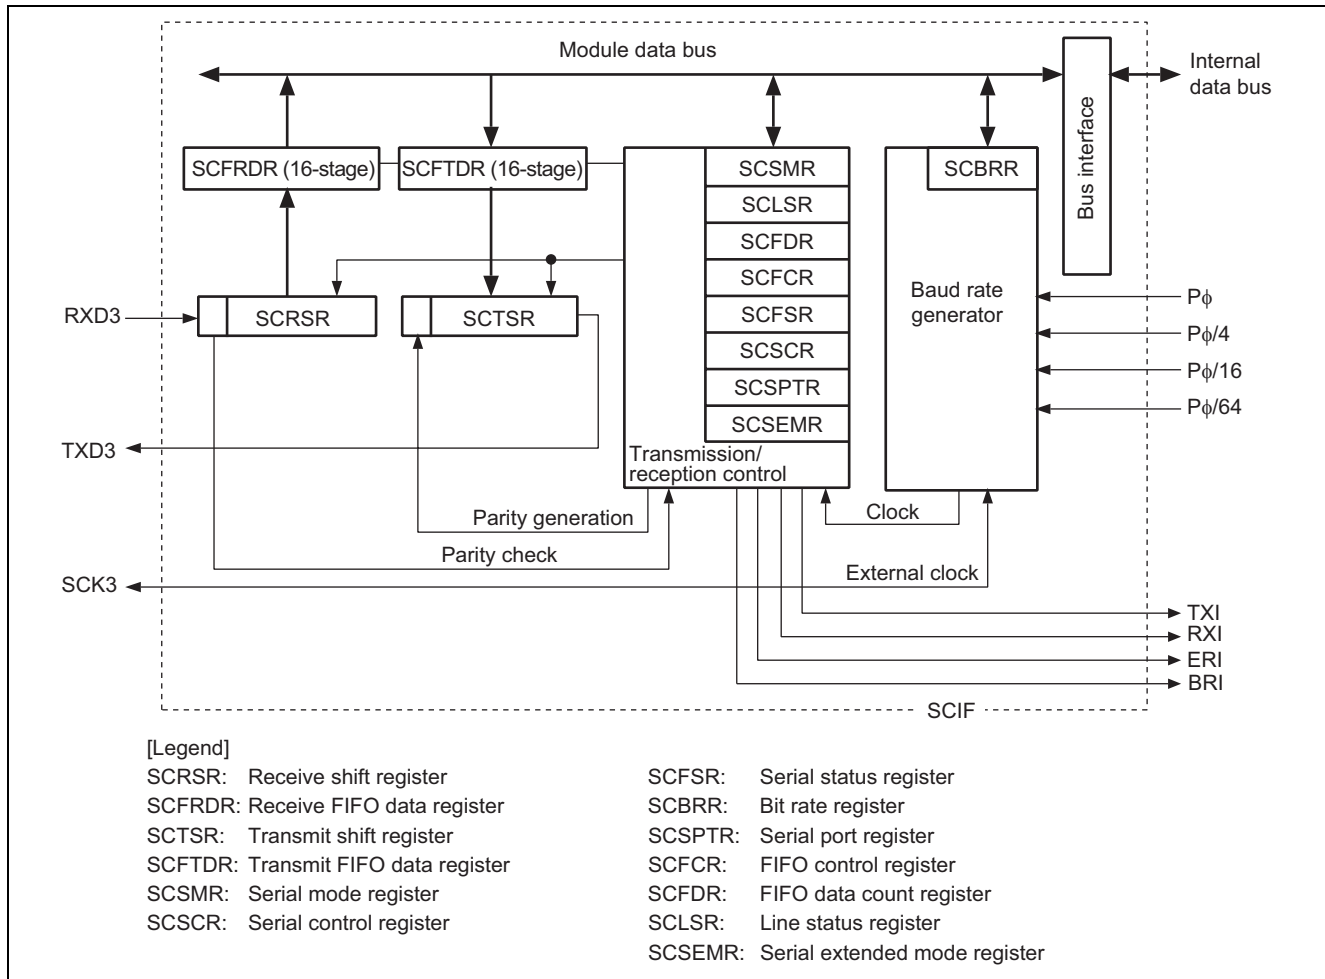 Module data bus
Internal
data bus
Bus interface
SCFRDR (16-stage)
SCFTDR (16-stage)
SCSMR
SCLSR
SCFDR
SCFCR
SCFSR
SCSCR
SCSPTR
SCSEMR
Transmission/
reception control
SCBRR
Baud rate
generator
RXD3
SCRSR
SCTSR
Pϕ
Pϕ/4
Pϕ/16
Pϕ/64
TXD3
Parity generation
Clock
Parity check
SCK3
External clock
TXI
RXI
ERI
BRI
SCIF
[Legend]
SCRSR: Receive shift register
SCFRDR: Receive FIFO data register
SCTSR: Transmit shift register
SCFTDR: Transmit FIFO data register
SCSMR: Serial mode register
SCSCR: Serial control register
SCFSR: Serial status register
SCBRR: Bit rate register
SCSPTR: Serial port register
SCFCR: FIFO control register
SCFDR: FIFO data count register
SCLSR: Line status register
SCSEMR: Serial extended mode register